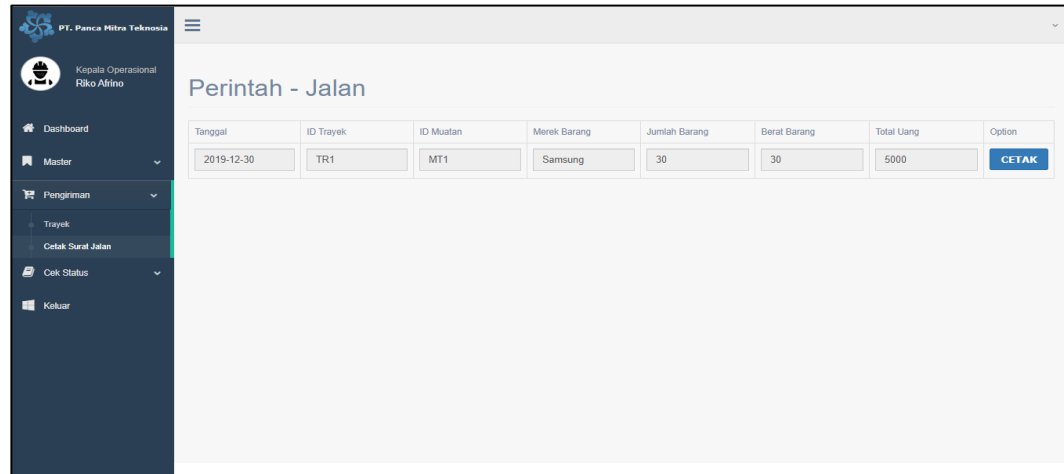 PT. Panca Mitra Teknosia
Kepala Operasional
Riko Afrino
Dashboard
Master
Pengiriman
Trayek
Cetak Surat Jalan
Cek Status
Keluar
Perintah - Jalan
Tanggal ID Trayek ID Muatan Merek Barang Jumlah Barang Berat Barang Total Uang Option
2019-12-30 TR1 MT1 Samsung 30 30 5000 CETAK